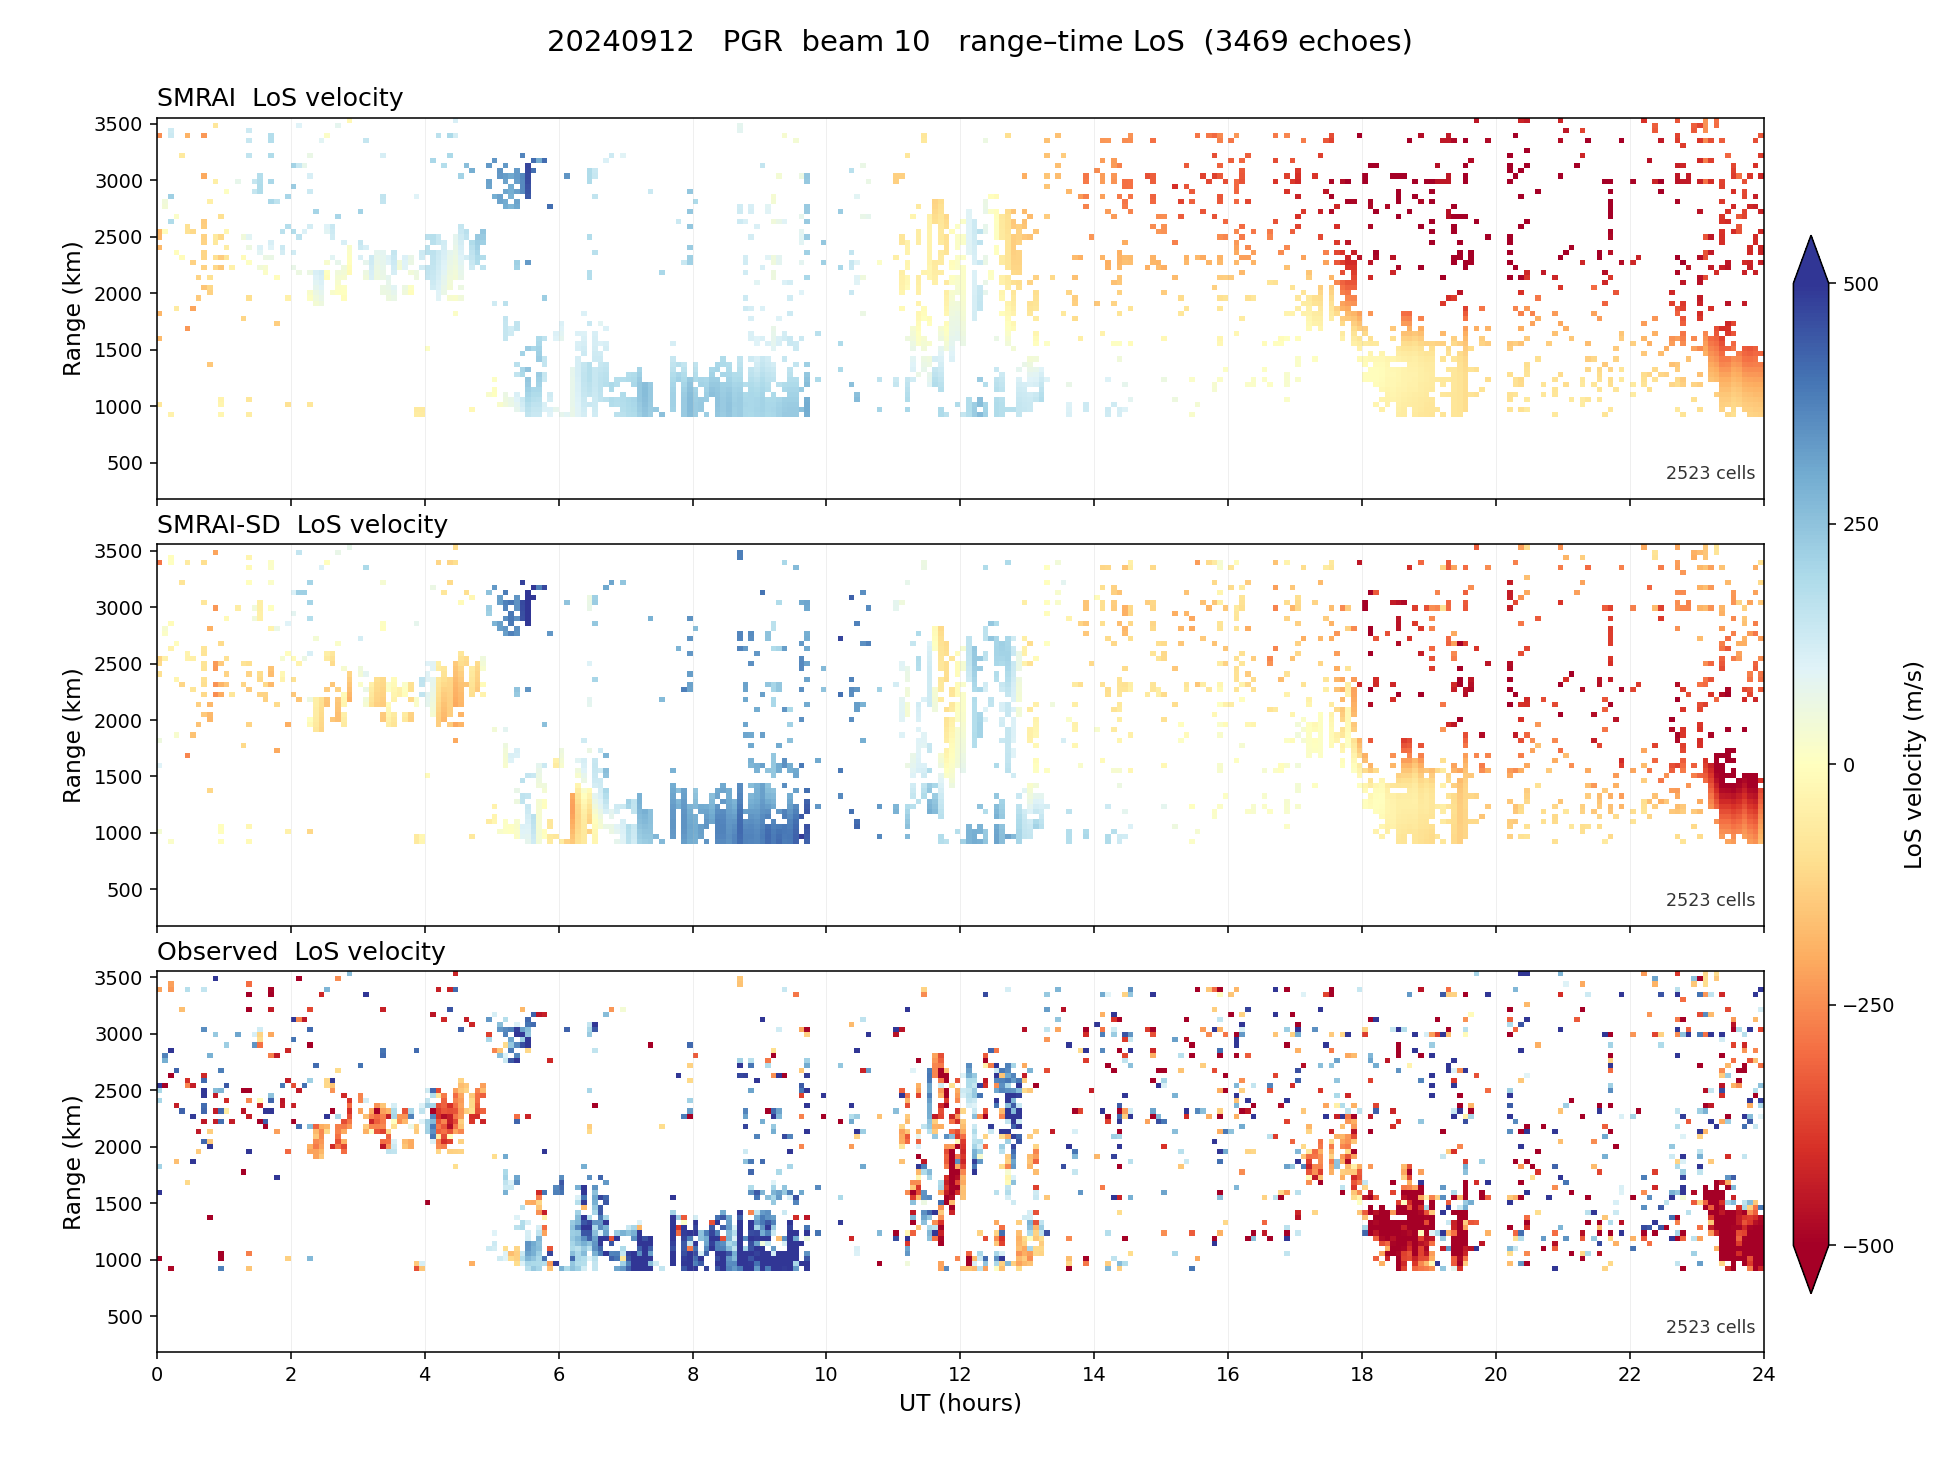 20240912   PGR  beam 10   range–time LoS  (3469 echoes)
SMRAI  LoS velocity
3500
3000
2500
2000
1500
1000
500
Range (km)
2523 cells
SMRAI-SD  LoS velocity
3500
3000
2500
2000
1500
1000
500
Range (km)
2523 cells
Observed  LoS velocity
3500
3000
2500
2000
1500
1000
500
Range (km)
2523 cells
0 2 4 6 8 10 12 14 16 18 20 22 24
UT (hours)
500
250
0
−250
−500
LoS velocity (m/s)